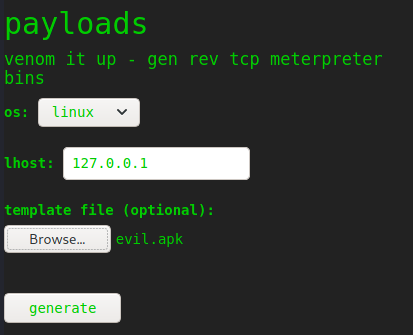 payloads
venom it up - gen rev tcp meterpreter
bins
os: linux
lhost: 127.0.0.1
template file (optional):
Browse... evil.apk
generate